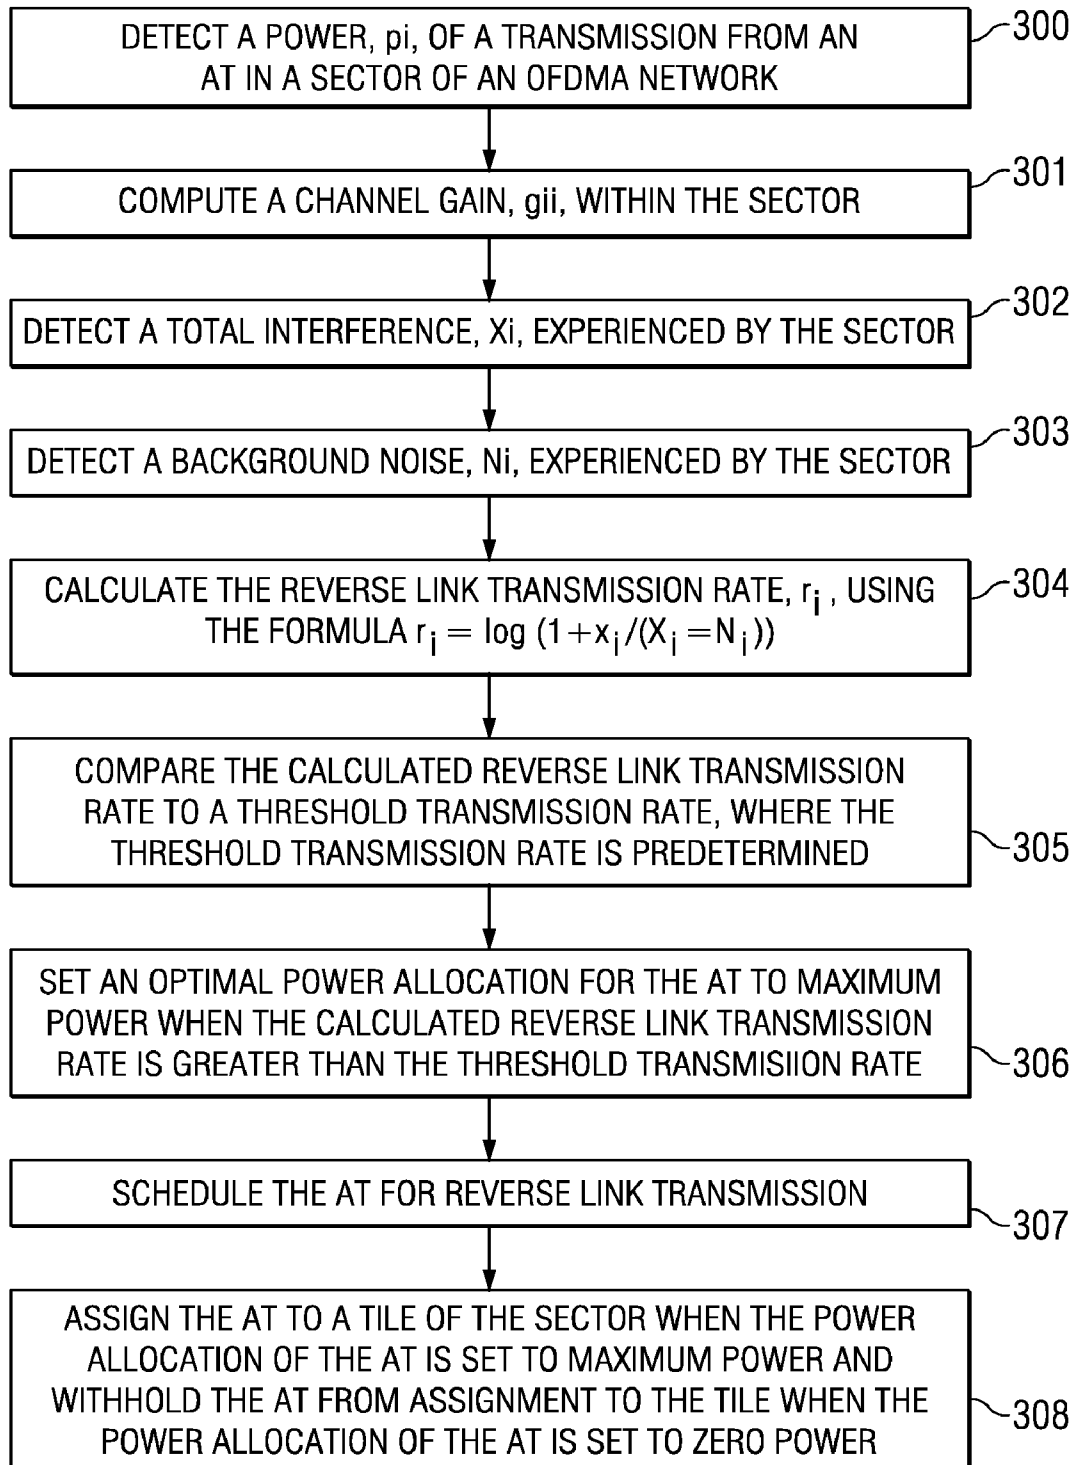 DETECT A POWER, pi, OF A TRANSMISSION FROM AN
AT IN A SECTOR OF AN OFDMA NETWORK
300
COMPUTE A CHANNEL GAIN, gii, WITHIN THE SECTOR
301
DETECT A TOTAL INTERFERENCE, Xi, EXPERIENCED BY THE SECTOR
302
DETECT A BACKGROUND NOISE, Ni, EXPERIENCED BY THE SECTOR
303
CALCULATE THE REVERSE LINK TRANSMISSION RATE, r_i, USING
THE FORMULA r_i = log (1+x_i/(X_i=N_i))
304
COMPARE THE CALCULATED REVERSE LINK TRANSMISSION
RATE TO A THRESHOLD TRANSMISSION RATE, WHERE THE
THRESHOLD TRANSMISSION RATE IS PREDETERMINED
305
SET AN OPTIMAL POWER ALLOCATION FOR THE AT TO MAXIMUM
POWER WHEN THE CALCULATED REVERSE LINK TRANSMISSION
RATE IS GREATER THAN THE THRESHOLD TRANSMISIION RATE
306
SCHEDULE THE AT FOR REVERSE LINK TRANSMISSION
307
ASSIGN THE AT TO A TILE OF THE SECTOR WHEN THE POWER
ALLOCATION OF THE AT IS SET TO MAXIMUM POWER AND
WITHHOLD THE AT FROM ASSIGNMENT TO THE TILE WHEN THE
POWER ALLOCATION OF THE AT IS SET TO ZERO POWER
308